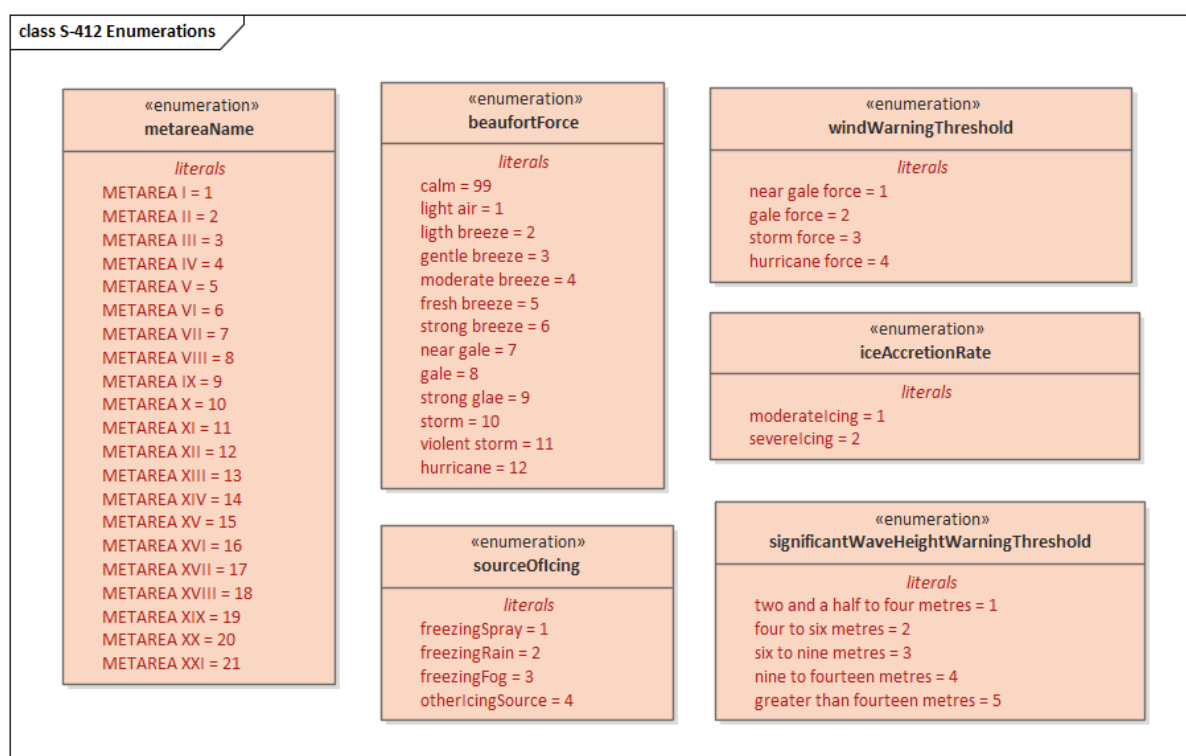 class S-412 Enumerations
«enumeration»
metareaName
literals
METAREA I = 1
METAREA II = 2
METAREA III = 3
METAREA IV = 4
METAREA V = 5
METAREA VI = 6
METAREA VII = 7
METAREA VIII = 8
METAREA IX = 9
METAREA X = 10
METAREA XI = 11
METAREA XII = 12
METAREA XIII = 13
METAREA XIV = 14
METAREA XV = 15
METAREA XVI = 16
METAREA XVII = 17
METAREA XVIII = 18
METAREA XIX = 19
METAREA XX = 20
METAREA XXI = 21
«enumeration»
beaufortForce
literals
calm = 99
light air = 1
ligth breeze = 2
gentle breeze = 3
moderate breeze = 4
fresh breeze = 5
strong breeze = 6
near gale = 7
gale = 8
strong glae = 9
storm = 10
violent storm = 11
hurricane = 12
«enumeration»
sourceOfIcing
literals
freezingSpray = 1
freezingRain = 2
freezingFog = 3
otherIcingSource = 4
«enumeration»
windWarningThreshold
literals
near gale force = 1
gale force = 2
storm force = 3
hurricane force = 4
«enumeration»
iceAccretionRate
literals
moderateIcing = 1
severeIcing = 2
«enumeration»
significantWaveHeightWarningThreshold
literals
two and a half to four metres = 1
four to six metres = 2
six to nine metres = 3
nine to fourteen metres = 4
greater than fourteen metres = 5